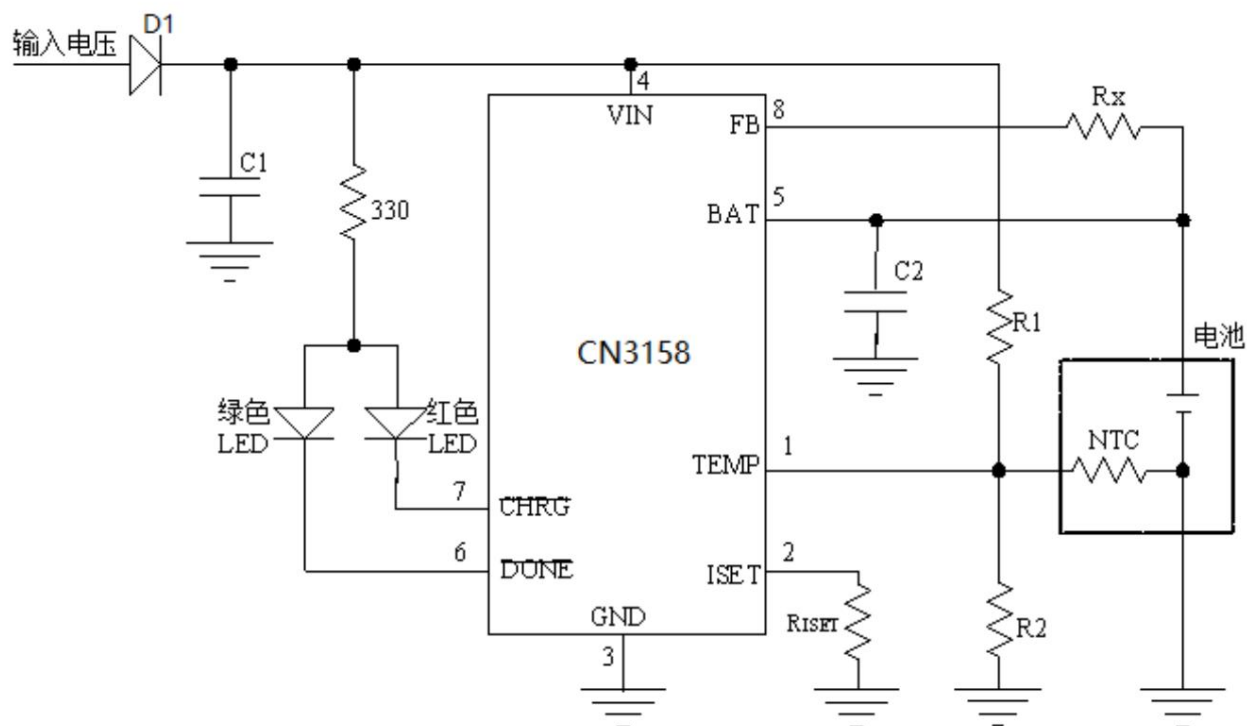 D1
输入电压
4
VIN
8
FB
Rx
C1
330
5
BAT
C2
R1
CN3158
电池
绿色
LED
红色
LED
NTC
1
TEMP
7
CHRG
6
DONE
2
ISET
RISET
GND
3
R2